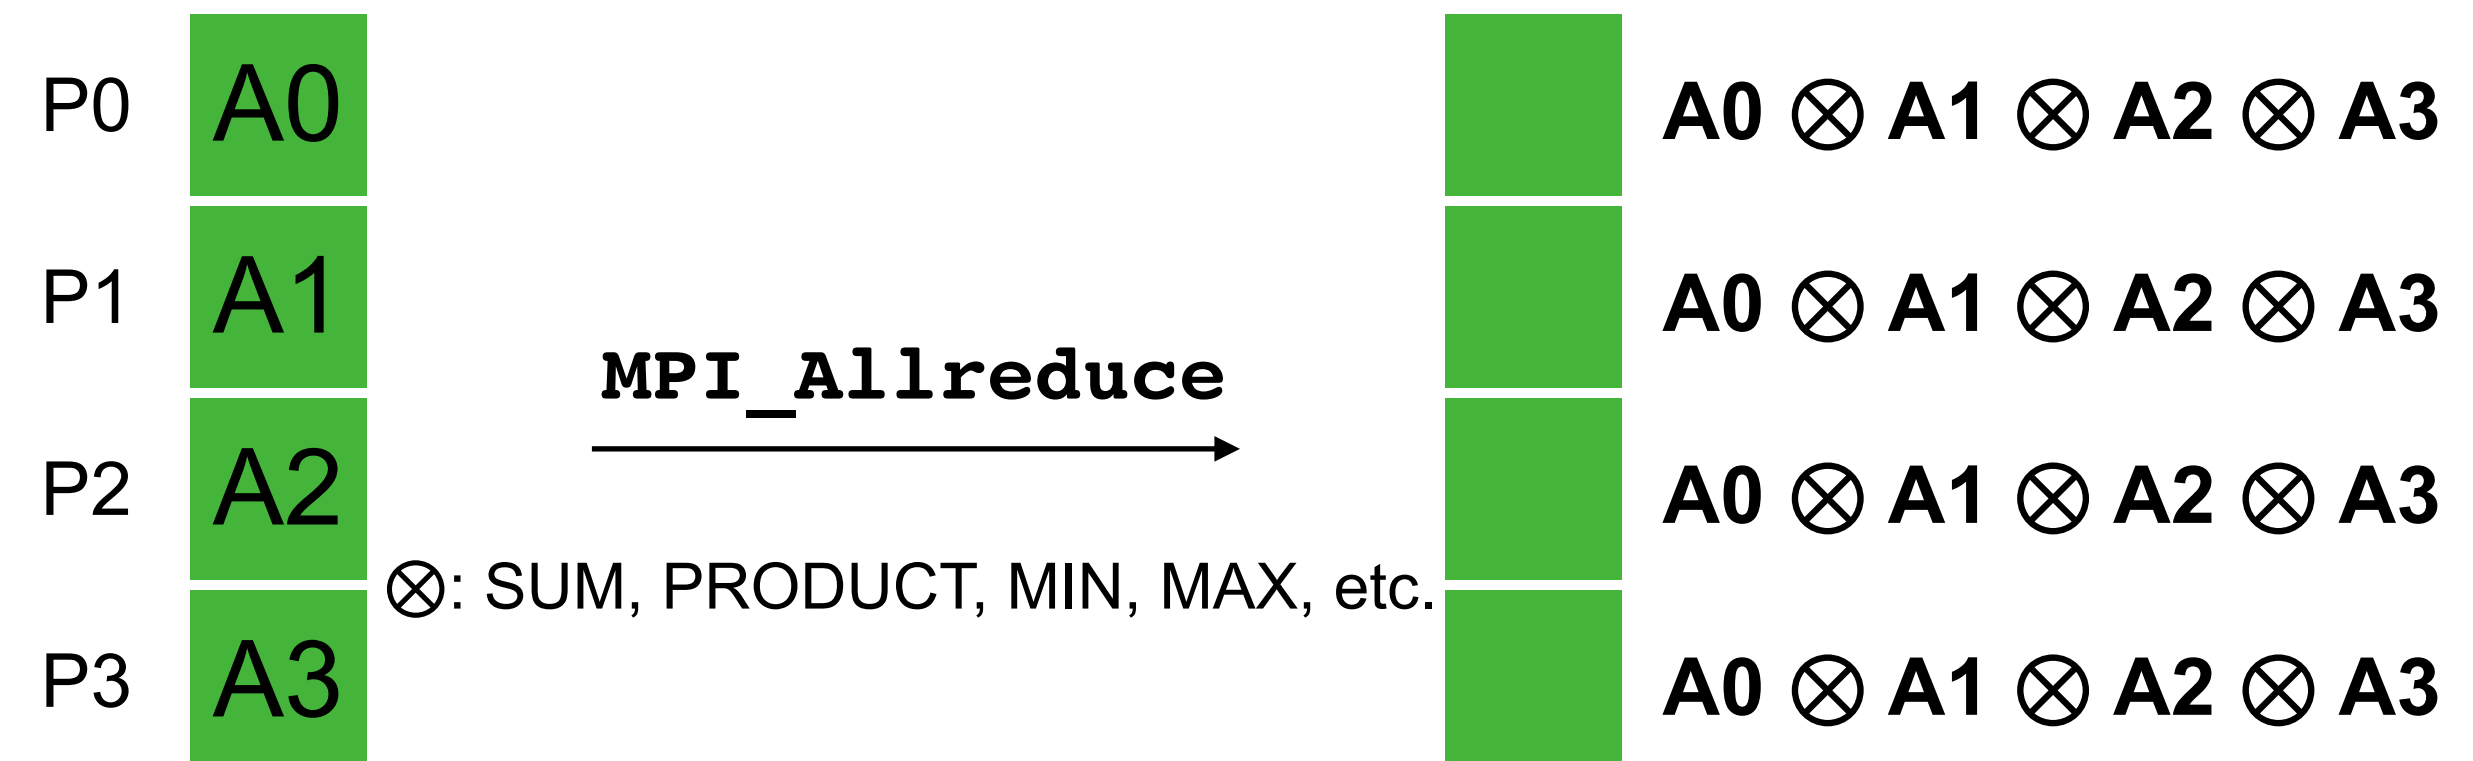 P0 A0 A0 ⊗ A1 ⊗ A2 ⊗ A3
P1 A1 A0 ⊗ A1 ⊗ A2 ⊗ A3
MPI_Allreduce
P2 A2 A0 ⊗ A1 ⊗ A2 ⊗ A3
⊗: SUM, PRODUCT, MIN, MAX, etc.
P3 A3 A0 ⊗ A1 ⊗ A2 ⊗ A3